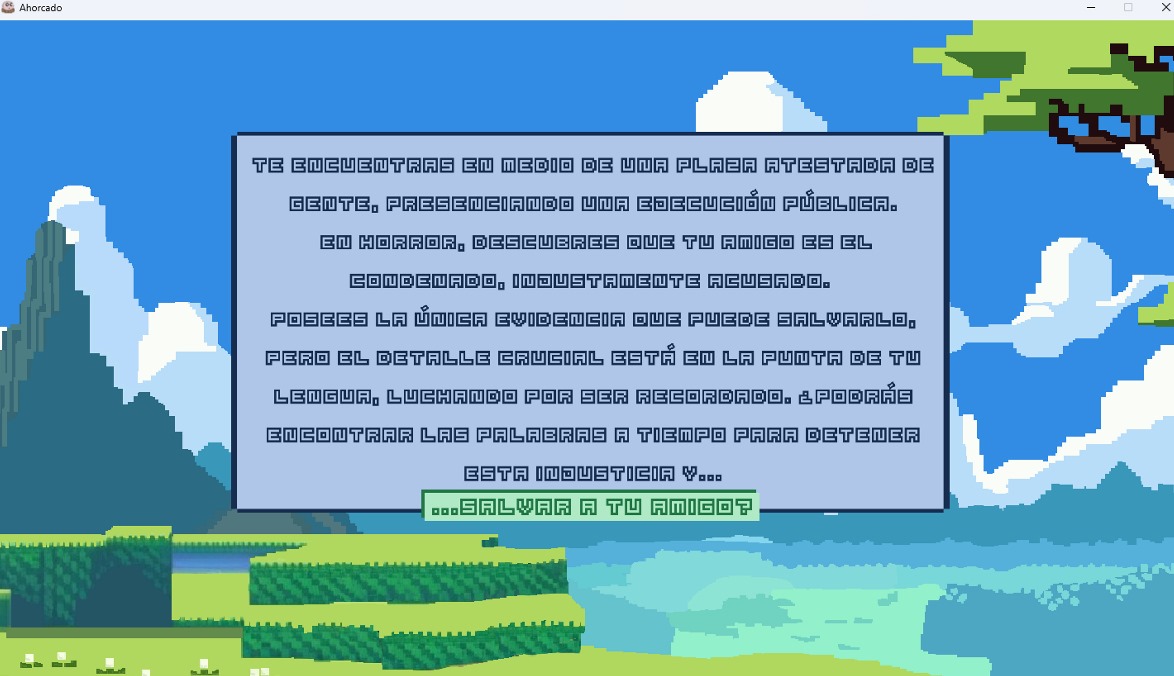 Ahorcado
TE ENCUENTRAS EN MEDIO DE UNA PLAZA ATESTADA DE
GENTE, PRESENCIANDO UNA EJECUCIÓN PÚBLICA.
EN HORROR, DESCUBRES QUE TU AMIGO ES EL
CONDENADO, INJUSTAMENTE ACUSADO.
POSEES LA ÚNICA EVIDENCIA QUE PUEDE SALVARLO,
PERO EL DETALLE CRUCIAL ESTÁ EN LA PUNTA DE TU
LENGUA, LUCHANDO POR SER RECORDADO. ¿PODRÁS
ENCONTRAR LAS PALABRAS A TIEMPO PARA DETENER
ESTA INJUSTICIA Y...
...SALVAR A TU AMIGO?